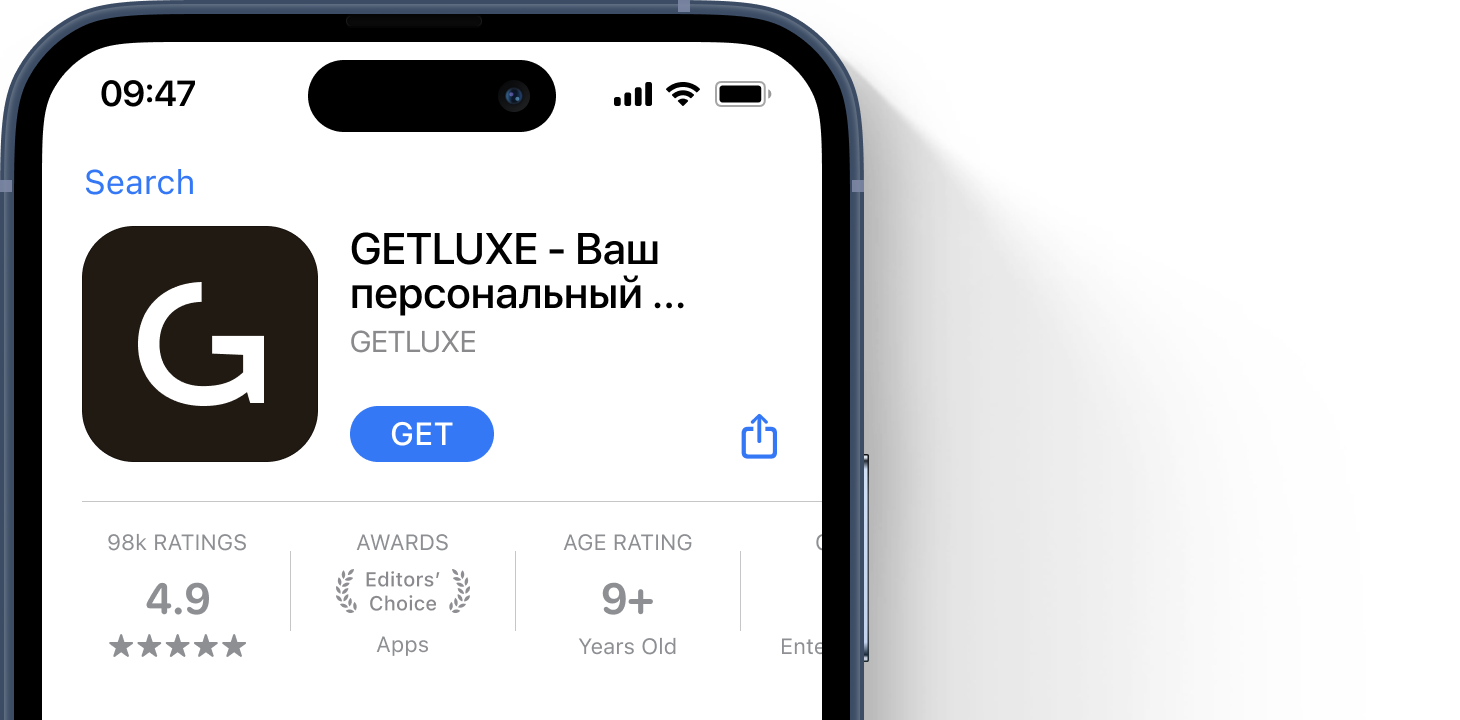 09:47
Search
G
GETLUXE - Ваш
персональный ...
GETLUXE
GET
98k RATINGS
4.9
AWARDS
Editors’
Choice
Apps
AGE RATING
9+
Years Old